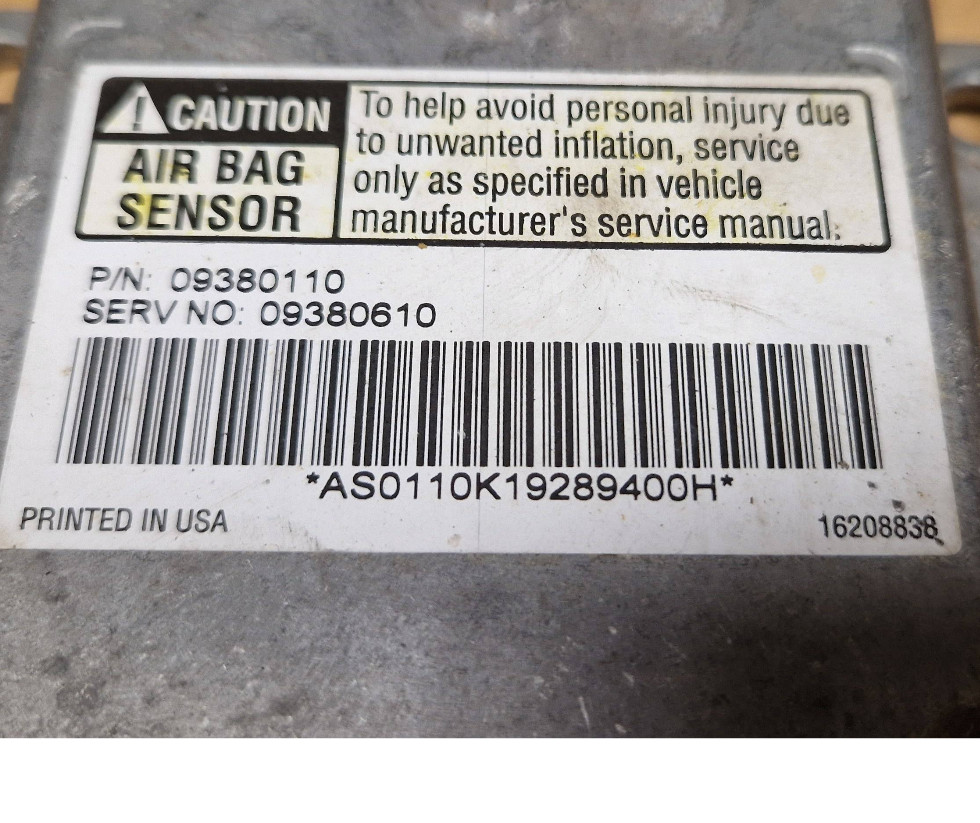 CAUTION
AIR BAG
SENSOR
To help avoid personal injury due
to unwanted inflation, service
only as specified in vehicle
manufacturer's service manual.
P/N: 09380110
SERV NO: 09380610
*AS0110K19289400H*
PRINTED IN USA
16208838